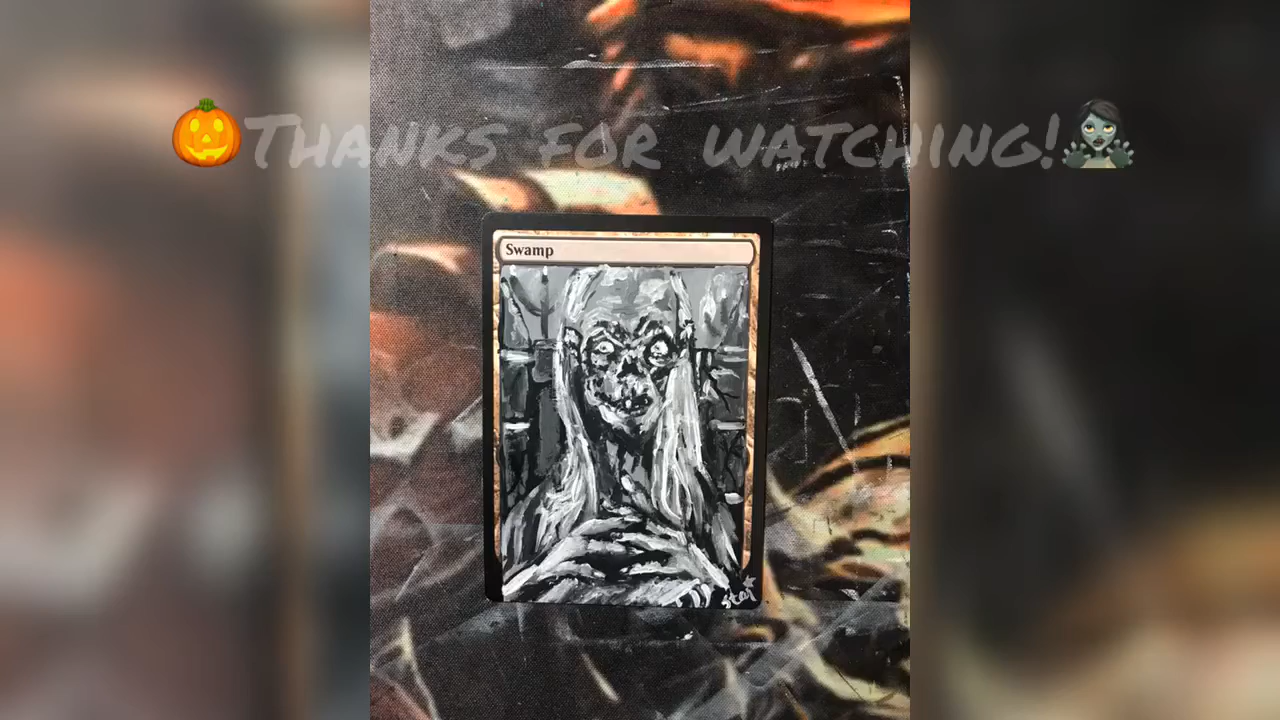 🎃Thanks for watching!🧟‍♀️
Swamp